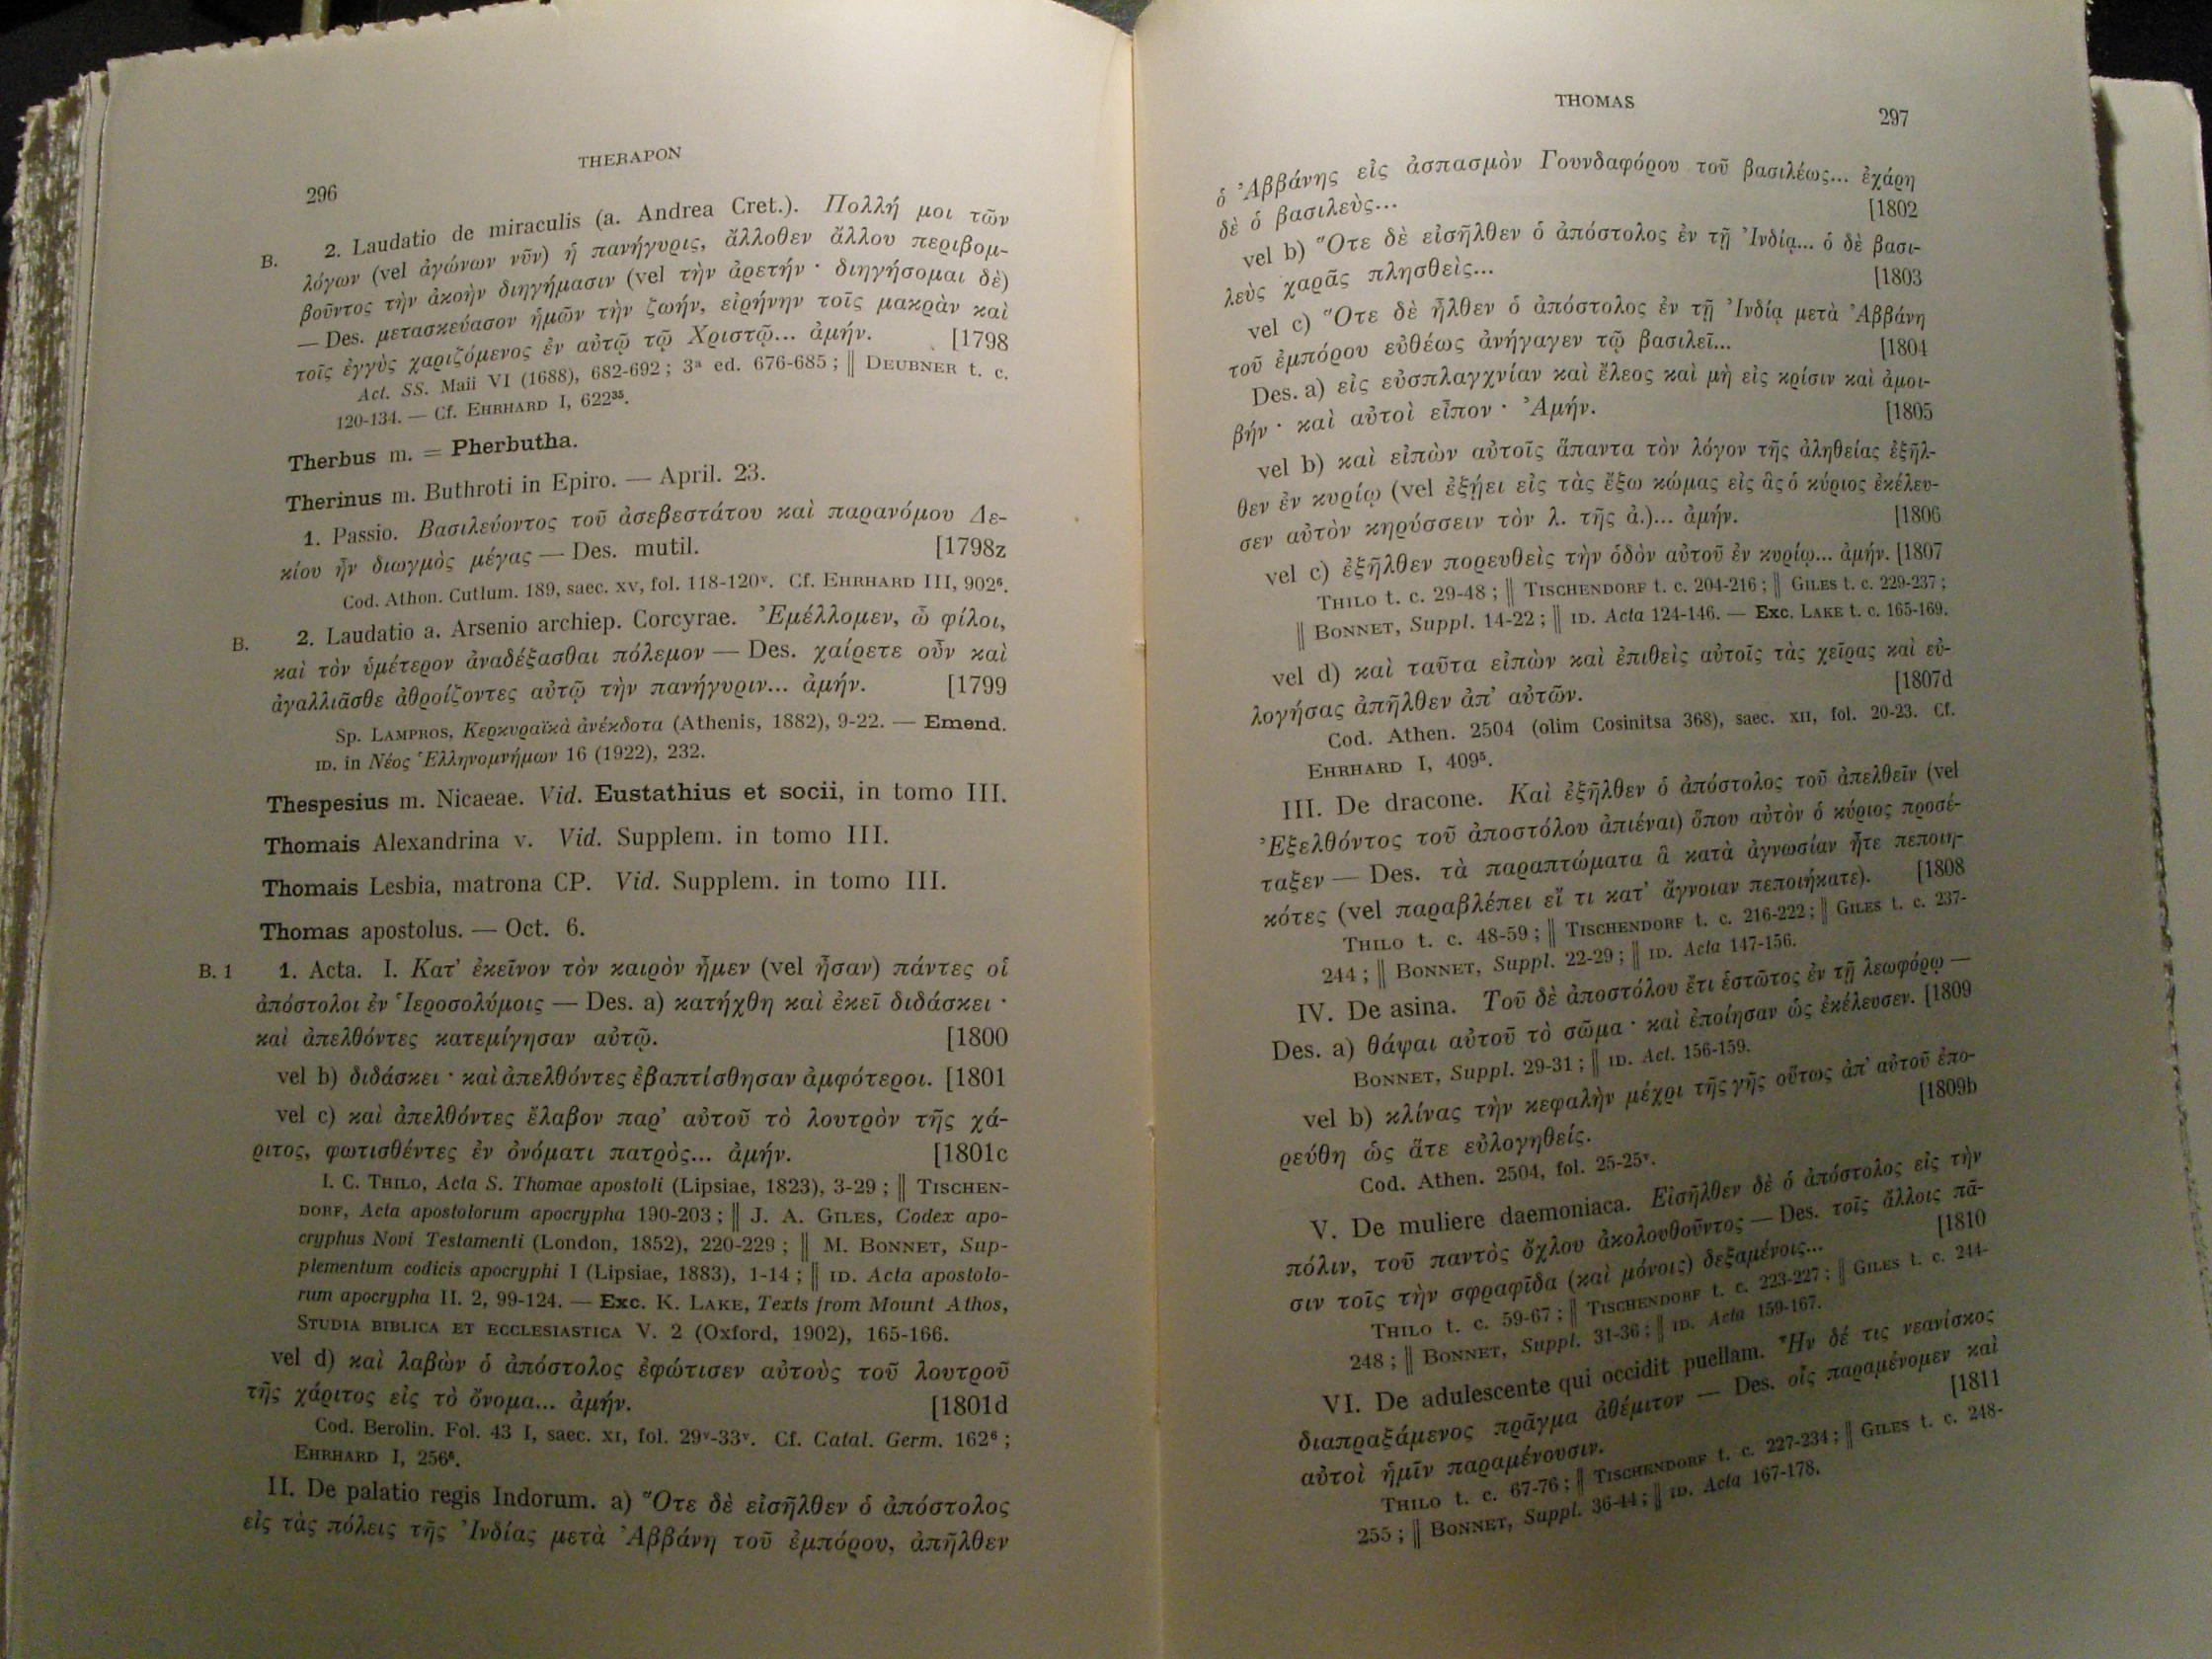 THERAPON
296
B. 2. Laudatio de miraculis (a. Andrea Cret.). Πολλή μοι τῶν
λόγων (vel ἀγώνων νῦν) ἡ πανήγυρις, ἄλλοθεν ἄλλου περιβομ-
βοῦντος τὴν ἀκοὴν διηγήμασιν (vel τὴν ἀρετήν · διηγήσομαι δὲ)
— Des. μετασκεύασον ἡμῶν τὴν ζωήν, εἰρήνην τοῖς μακρὰν καὶ
τοῖς ἐγγὺς χαριζόμενος ἐν αὐτῷ τῷ Χριστῷ... ἀμήν. [1798
Act. SS. Maii VI (1688), 682-692 ; 3ª ed. 676-685 ; || DEUBNER t. c.
120-134. — Cf. EHRHARD I, 622³⁵.
Therbus m. = Pherbutha.
Therinus m. Buthroti in Epiro. — April. 23.
1. Passio. Βασιλεύοντος τοῦ ἀσεβεστάτου καὶ παρανόμου Δε-
κίου ἦν διωγμὸς μέγας — Des. mutil. [1798z
Cod. Athon. Cutlum. 189, saec. XV, fol. 118-120ᵛ. Cf. EHRHARD III, 902⁶.
B. 2. Laudatio a. Arsenio archiep. Corcyrae. Ἐμέλλομεν, ὦ φίλοι,
καὶ τὸν ὑμέτερον ἀναδέξασθαι πόλεμον — Des. χαίρετε οὖν καὶ
ἀγαλλιᾶσθε ἀθροίζοντες αὐτῷ τὴν πανήγυριν... ἀμήν. [1799
Sp. LAMPROS, Κερκυραϊκὰ ἀνέκδοτα (Athenis, 1882), 9-22. — Emend.
ID. in Νέος Ἑλληνομνήμων 16 (1922), 232.
Thespesius m. Nicaeae. Vid. Eustathius et socii, in tomo III.
Thomais Alexandrina v. Vid. Supplem. in tomo III.
Thomais Lesbia, matrona CP. Vid. Supplem. in tomo III.
Thomas apostolus. — Oct. 6.
B. 1 1. Acta. I. Κατ' ἐκεῖνον τὸν καιρὸν ἦμεν (vel ἦσαν) πάντες οἱ
ἀπόστολοι ἐν Ἱεροσολύμοις — Des. a) κατήχθη καὶ ἐκεῖ διδάσκει ·
καὶ ἀπελθόντες κατεμίγησαν αὐτῷ. [1800
vel b) διδάσκει · καὶ ἀπελθόντες ἐβαπτίσθησαν ἀμφότεροι. [1801
vel c) καὶ ἀπελθόντες ἔλαβον παρ' αὐτοῦ τὸ λουτρὸν τῆς χά-
ριτος, φωτισθέντες ἐν ὀνόματι πατρὸς... ἀμήν. [1801c
I. C. THILO, Acta S. Thomae apostoli (Lipsiae, 1823), 3-29 ; || TISCHEN-
DORF, Acta apostolorum apocrypha 190-203 ; || J. A. GILES, Codex apo-
cryphus Novi Testamenti (London, 1852), 220-229 ; || M. BONNET, Sup-
plementum codicis apocryphi I (Lipsiae, 1883), 1-14 ; || ID. Acta apostolo-
rum apocrypha II. 2, 99-124. — Exc. K. LAKE, Texts from Mount Athos,
STUDIA BIBLICA ET ECCLESIASTICA V. 2 (Oxford, 1902), 165-166.
vel d) καὶ λαβὼν ὁ ἀπόστολος ἐφώτισεν αὐτοὺς τοῦ λουτροῦ
τῆς χάριτος εἰς τὸ ὄνομα... ἀμήν. [1801d
Cod. Berolin. Fol. 43 I, saec. XI, fol. 29ᵛ-33ᵛ. Cf. Catal. Germ. 162⁶ ;
EHRHARD I, 256⁸.
II. De palatio regis Indorum. a) Ὅτε δὲ εἰσῆλθεν ὁ ἀπόστολος
εἰς τὰς πόλεις τῆς Ἰνδίας μετὰ Ἀββάνη τοῦ ἐμπόρου, ἀπῆλθεν
THOMAS
297
ὁ Ἀββάνης εἰς ἀσπασμὸν Γουνδαφόρου τοῦ βασιλέως... ἐχάρη
δὲ ὁ βασιλεὺς... [1802
vel b) Ὅτε δὲ εἰσῆλθεν ὁ ἀπόστολος ἐν τῇ Ἰνδίᾳ... ὁ δὲ βασι-
λεὺς χαρᾶς πλησθεὶς... [1803
vel c) Ὅτε δὲ ἦλθεν ὁ ἀπόστολος ἐν τῇ Ἰνδίᾳ μετὰ Ἀββάνη
τοῦ ἐμπόρου εὐθέως ἀνήγαγεν τῷ βασιλεῖ... [1804
Des. a) εἰς εὐσπλαγχνίαν καὶ ἔλεος καὶ μὴ εἰς κρίσιν καὶ ἀμοι-
βήν · καὶ αὐτοὶ εἶπον · Ἀμήν. [1805
vel b) καὶ εἰπὼν αὐτοῖς ἅπαντα τὸν λόγον τῆς ἀληθείας ἐξῆλ-
θεν ἐν κυρίῳ (vel ἐξῄει εἰς τὰς ἔξω κώμας εἰς ἃς ὁ κύριος ἐκέλευ-
σεν αὐτὸν κηρύσσειν τὸν λ. τῆς ἀ.)... ἀμήν. [1806
vel c) ἐξῆλθεν πορευθεὶς τὴν ὁδὸν αὐτοῦ ἐν κυρίῳ... ἀμήν. [1807
THILO t. c. 29-48 ; || TISCHENDORF t. c. 204-216 ; || GILES t. c. 229-237 ;
|| BONNET, Suppl. 14-22 ; || ID. Acta 124-146. — Exc. LAKE t. c. 165-169.
vel d) καὶ ταῦτα εἰπὼν καὶ ἐπιθεὶς αὐτοῖς τὰς χεῖρας καὶ εὐ-
λογήσας ἀπῆλθεν ἀπ' αὐτῶν. [1807d
Cod. Athen. 2504 (olim Cosinitsa 368), saec. XII, fol. 20-23. Cf.
EHRHARD I, 409⁵.
III. De dracone. Καὶ ἐξῆλθεν ὁ ἀπόστολος τοῦ ἀπελθεῖν (vel
Ἐξελθόντος τοῦ ἀποστόλου ἀπιέναι) ὅπου αὐτὸν ὁ κύριος προσέ-
ταξεν — Des. τὰ παραπτώματα ἃ κατὰ ἀγνωσίαν ἦτε πεποιη-
κότες (vel παραβλέπει εἴ τι κατ' ἄγνοιαν πεποιήκατε). [1808
THILO t. c. 48-59 ; || TISCHENDORF t. c. 216-222 ; || GILES t. c. 237-
244 ; || BONNET, Suppl. 22-29 ; || ID. Acta 147-156.
IV. De asina. Τοῦ δὲ ἀποστόλου ἔτι ἑστῶτος ἐν τῇ λεωφόρῳ —
Des. a) θάψαι αὐτοῦ τὸ σῶμα · καὶ ἐποίησαν ὡς ἐκέλευσεν. [1809
BONNET, Suppl. 29-31 ; || ID. Act. 156-159.
vel b) κλίνας τὴν κεφαλὴν μέχρι τῆς γῆς οὕτως ἀπ' αὐτοῦ ἐπο-
ρεύθη ὡς ἅτε εὐλογηθείς. [1809b
Cod. Athen. 2504, fol. 25-25ᵛ.
V. De muliere daemoniaca. Εἰσῆλθεν δὲ ὁ ἀπόστολος εἰς τὴν
πόλιν, τοῦ παντὸς ὄχλου ἀκολουθοῦντος — Des. τοῖς ἄλλοις πᾶ-
σιν τοῖς τὴν σφραγῖδα (καὶ μόνοις) δεξαμένοις... [1810
THILO t. c. 59-67 ; || TISCHENDORF t. c. 223-227 ; || GILES t. c. 244-
248 ; || BONNET, Suppl. 31-36 ; || ID. Acta 159-167.
VI. De adulescente qui occidit puellam. Ἦν δέ τις νεανίσκος
διαπραξάμενος πρᾶγμα ἀθέμιτον — Des. οἷς παραμένομεν καὶ
αὐτοὶ ἡμῖν παραμένουσιν. [1811
THILO t. c. 67-76 ; || TISCHENDORF t. c. 227-234 ; || GILES t. c. 248-
255 ; || BONNET, Suppl. 36-44 ; || ID. Acta 167-178.